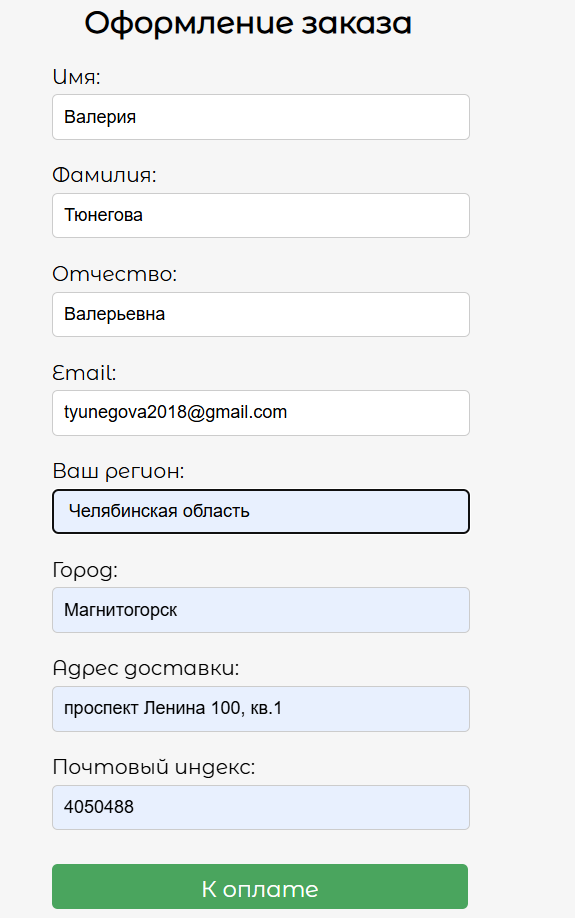 Оформление заказа
Имя:
Валерия
Фамилия:
Тюнегова
Отчество:
Валерьевна
Email:
tyunegova2018@gmail.com
Ваш регион:
Челябинская область
Город:
Магнитогорск
Адрес доставки:
проспект Ленина 100, кв.1
Почтовый индекс:
4050488
К оплате